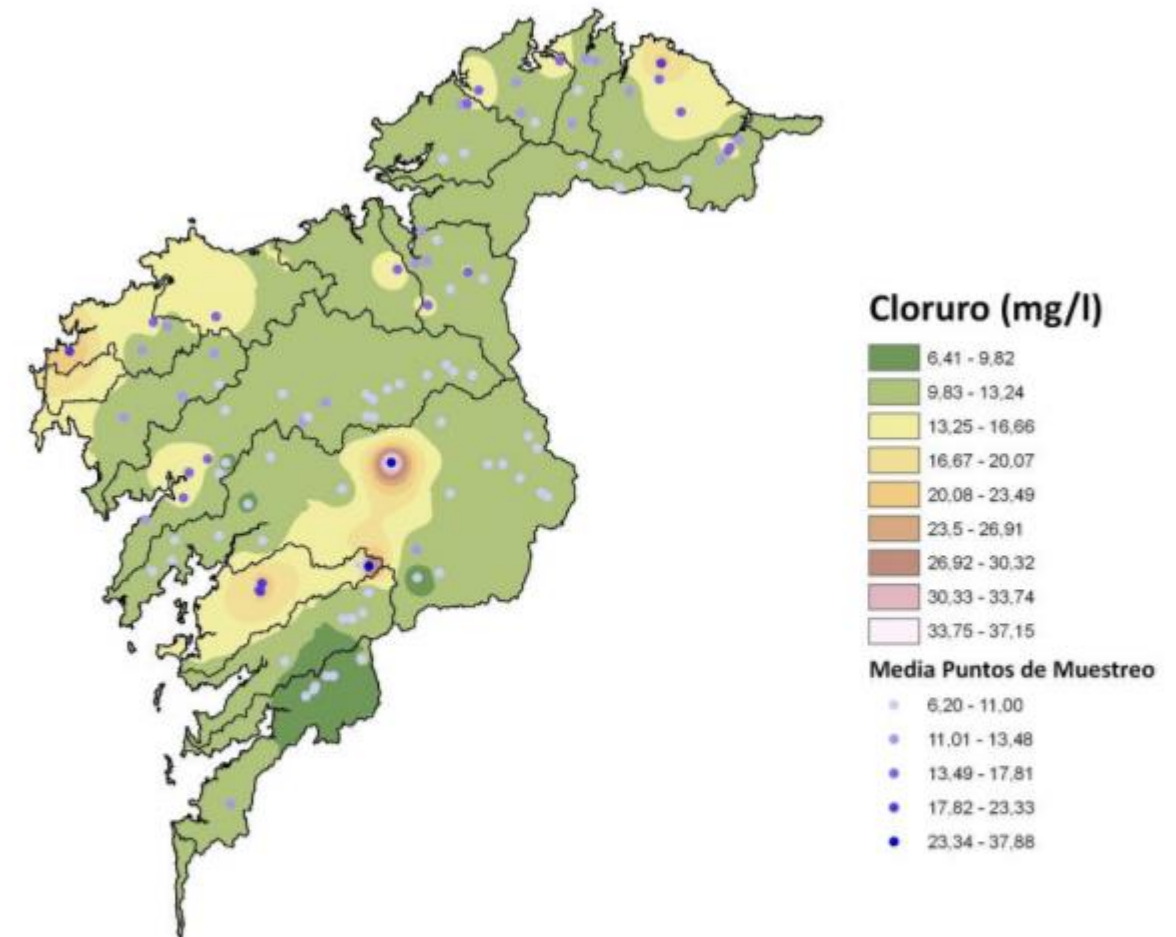 Cloruro (mg/l)
6,41 - 9,82
9,83 - 13,24
13,25 - 16,66
16,67 - 20,07
20,08 - 23,49
23,5 - 26,91
26,92 - 30,32
30,33 - 33,74
33,75 - 37,15
Media Puntos de Muestreo
6,20 - 11,00
11,01 - 13,48
13,49 - 17,81
17,82 - 23,33
23,34 - 37,88